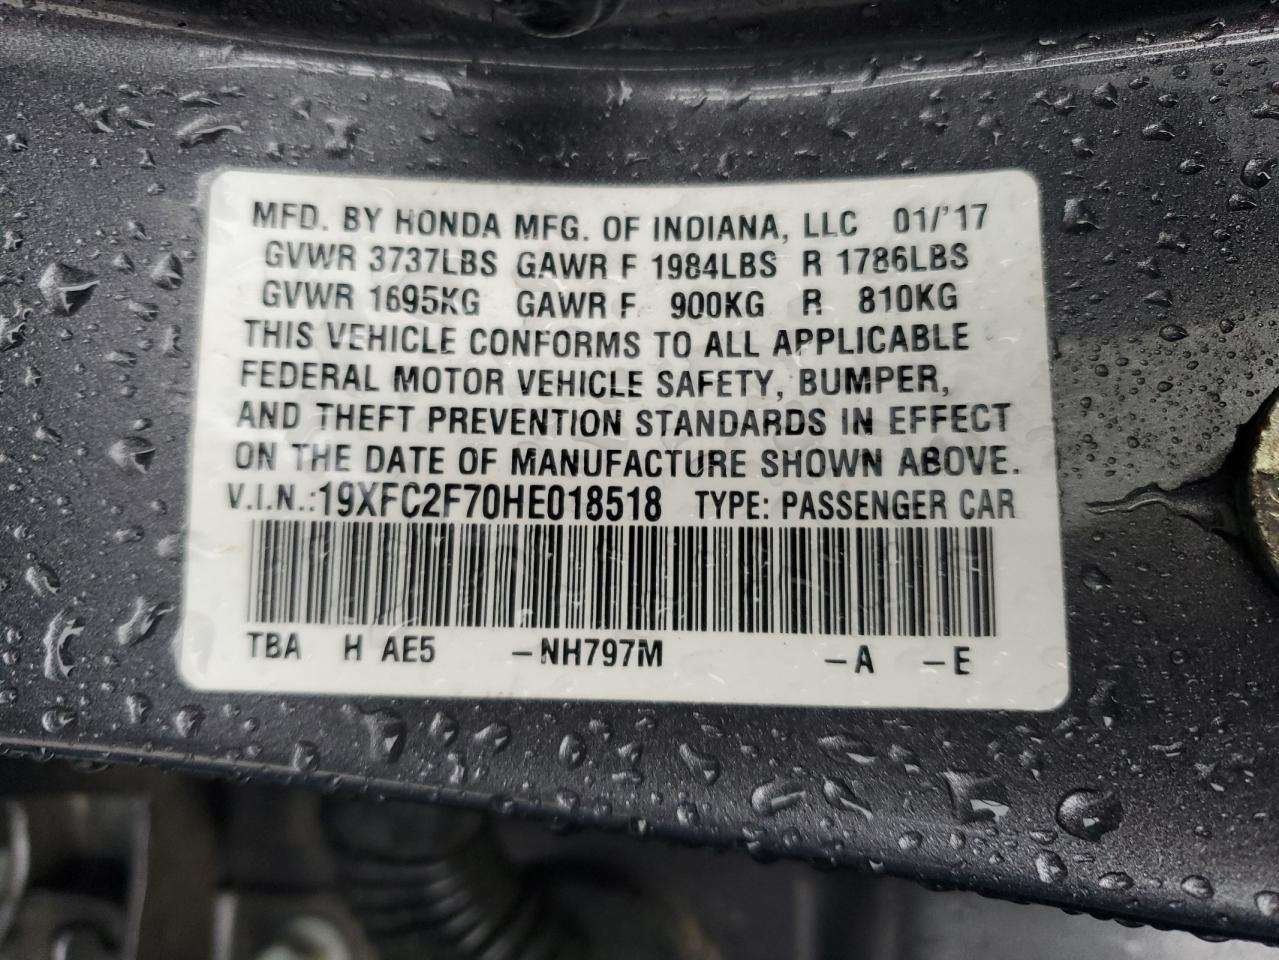 MFD. BY HONDA MFG. OF INDIANA, LLC 01/'17
GVWR 3737LBS GAWR F 1984LBS R 1786LBS
GVWR 1695KG GAWR F 900KG R 810KG
THIS VEHICLE CONFORMS TO ALL APPLICABLE
FEDERAL MOTOR VEHICLE SAFETY, BUMPER,
AND THEFT PREVENTION STANDARDS IN EFFECT
ON THE DATE OF MANUFACTURE SHOWN ABOVE.
V.I.N.:19XFC2F70HE018518 TYPE: PASSENGER CAR
TBA H AE5 -NH797M -A -E